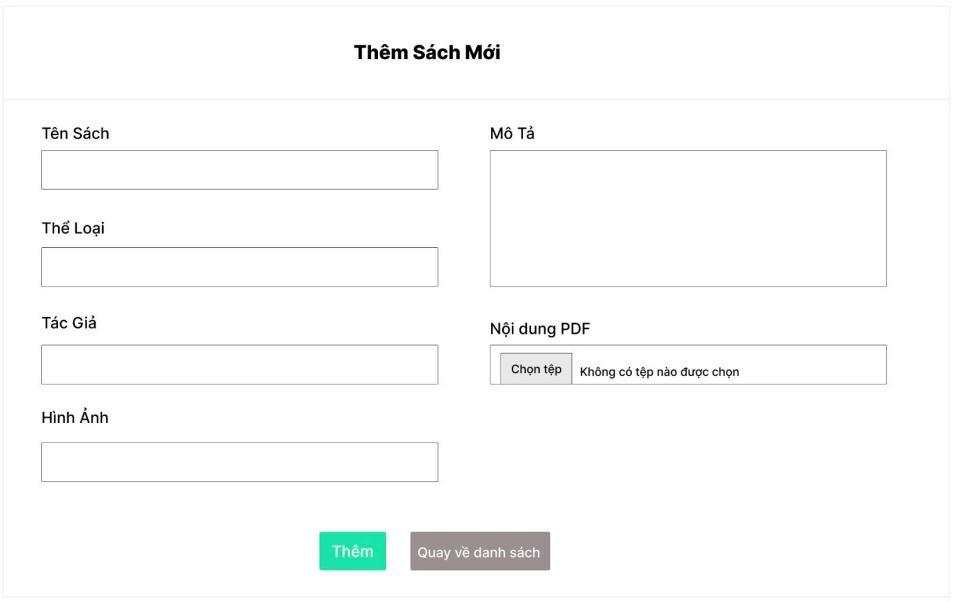 Thêm Sách Mới
Tên Sách
Thể Loại
Tác Giả
Hình Ảnh
Mô Tả
Nội dung PDF
Chọn tệp Không có tệp nào được chọn
Thêm Quay về danh sách